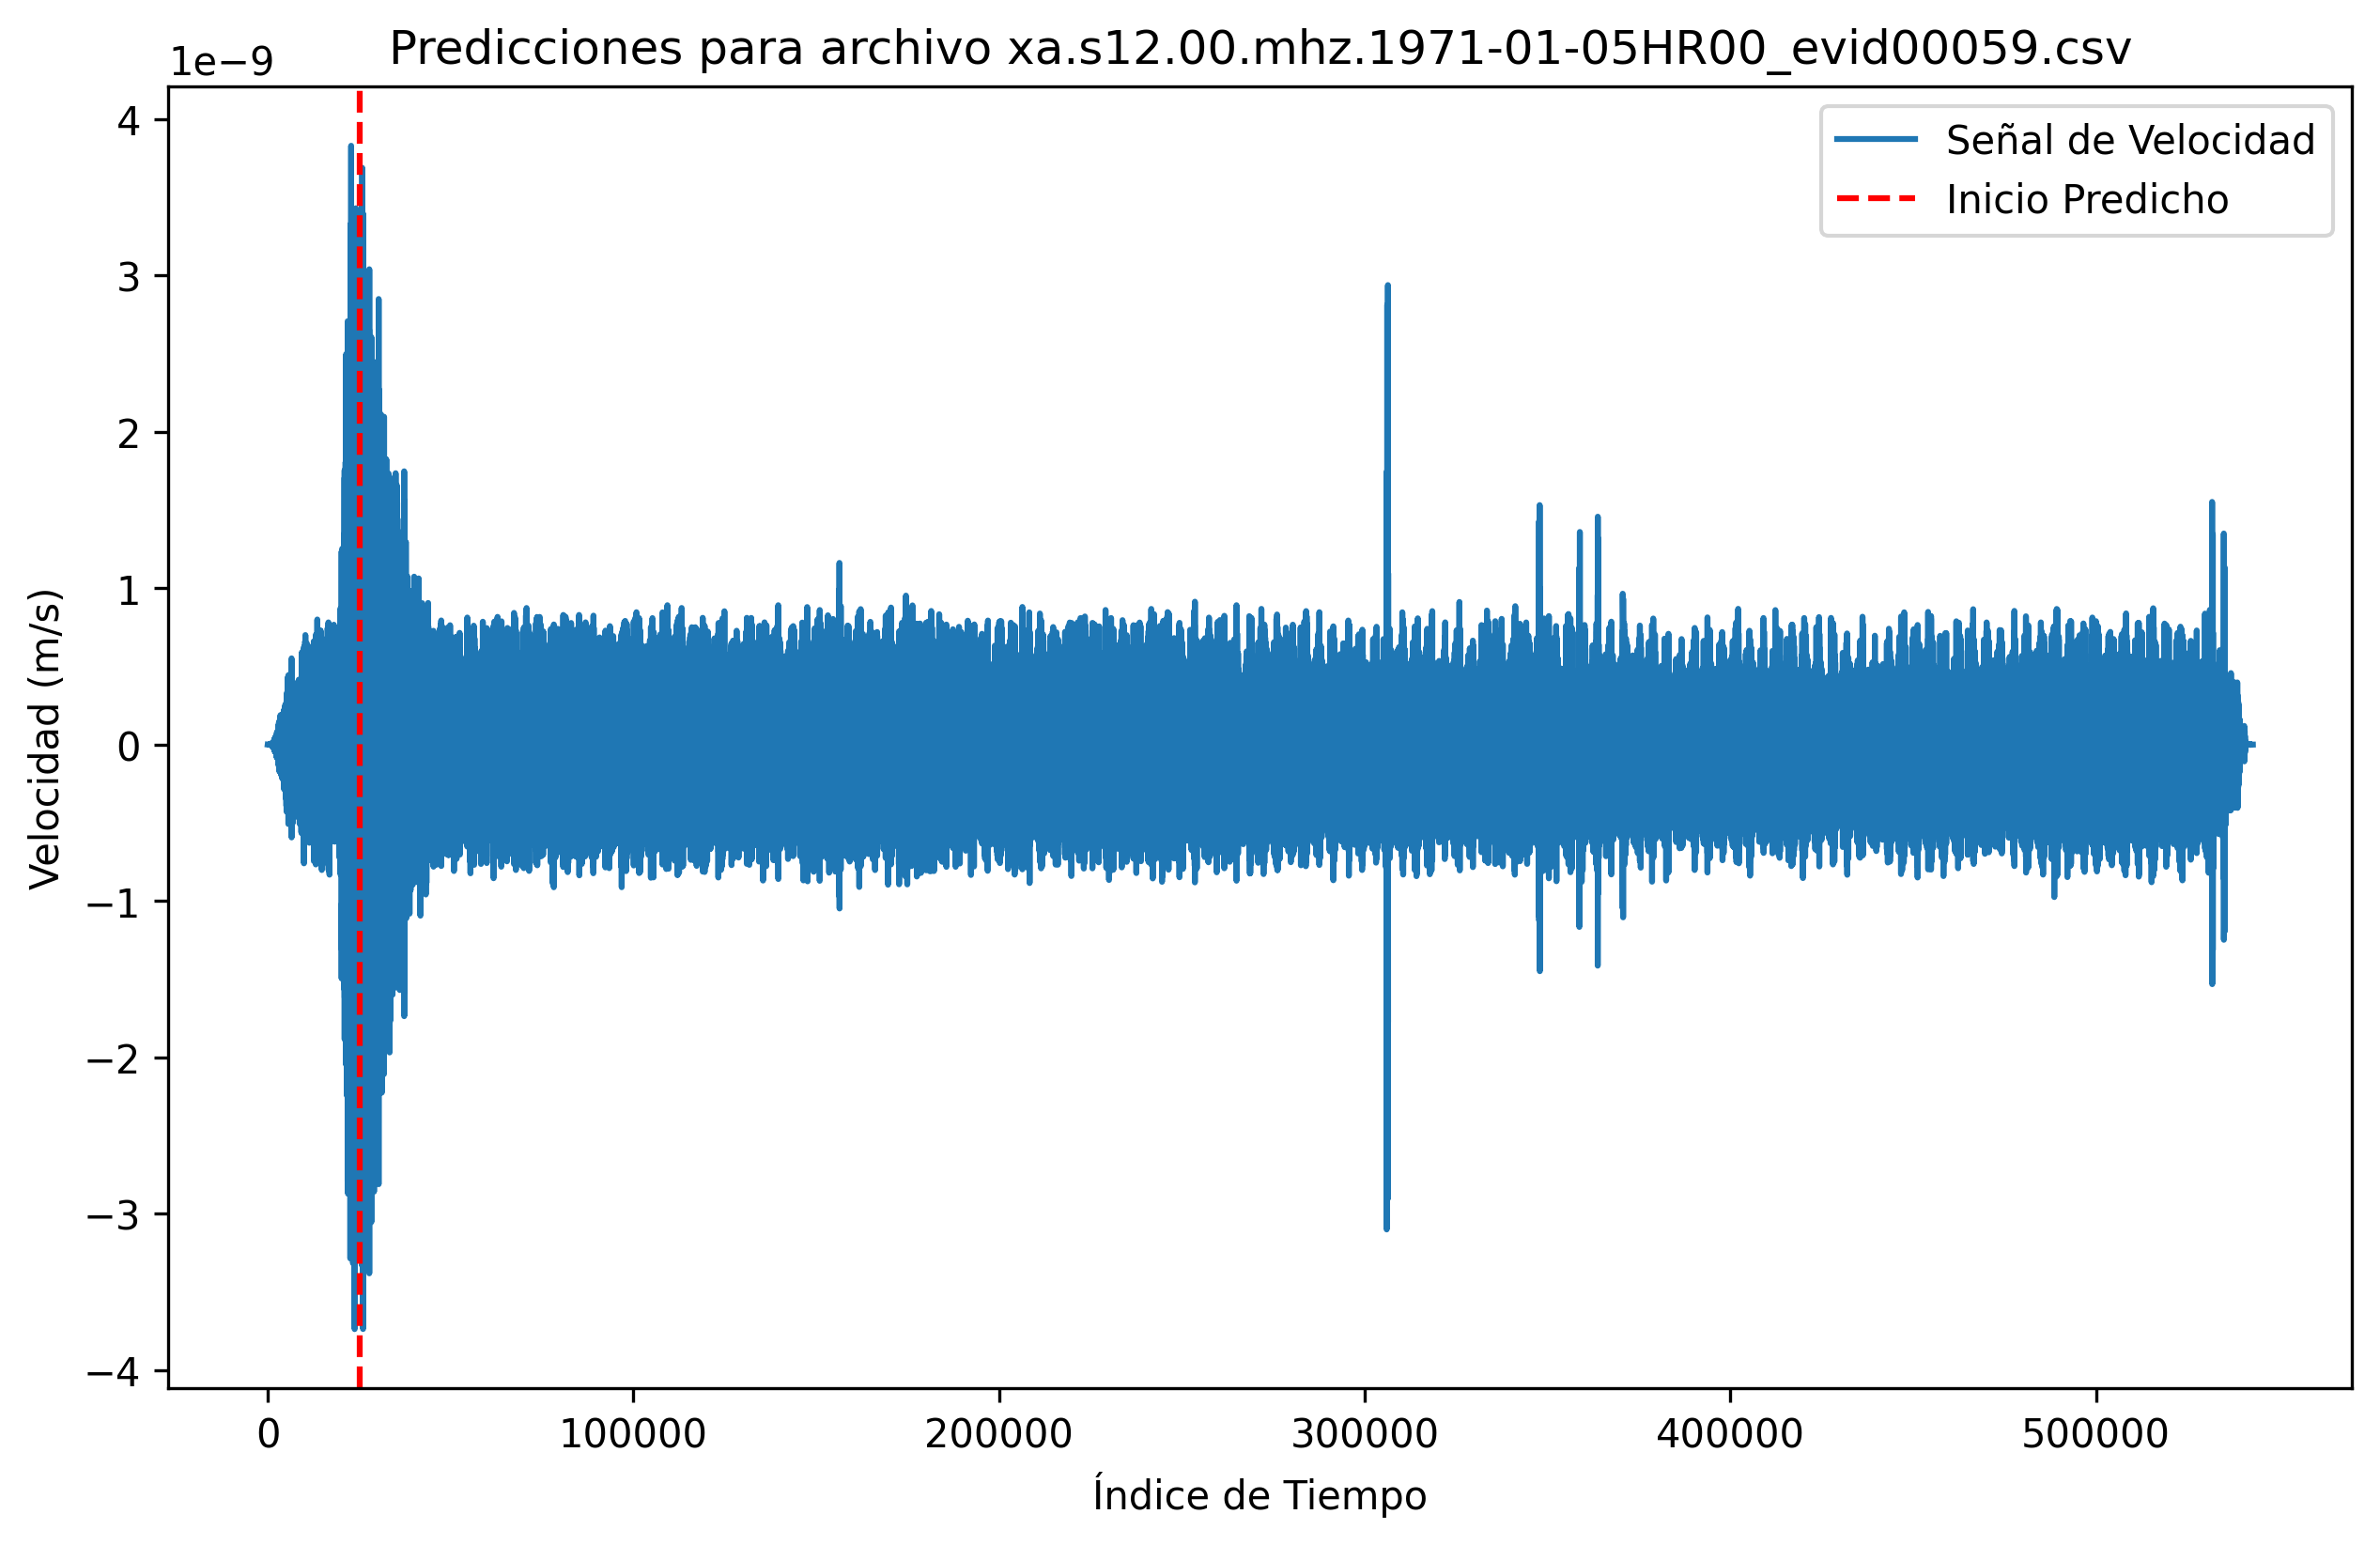 Predicciones para archivo xa.s12.00.mhz.1971-01-05HR00_evid00059.csv
1e−9
4
3
2
1
0
−1
−2
−3
−4
Velocidad (m/s)
Señal de Velocidad
Inicio Predicho
0 100000 200000 300000 400000 500000
Índice de Tiempo